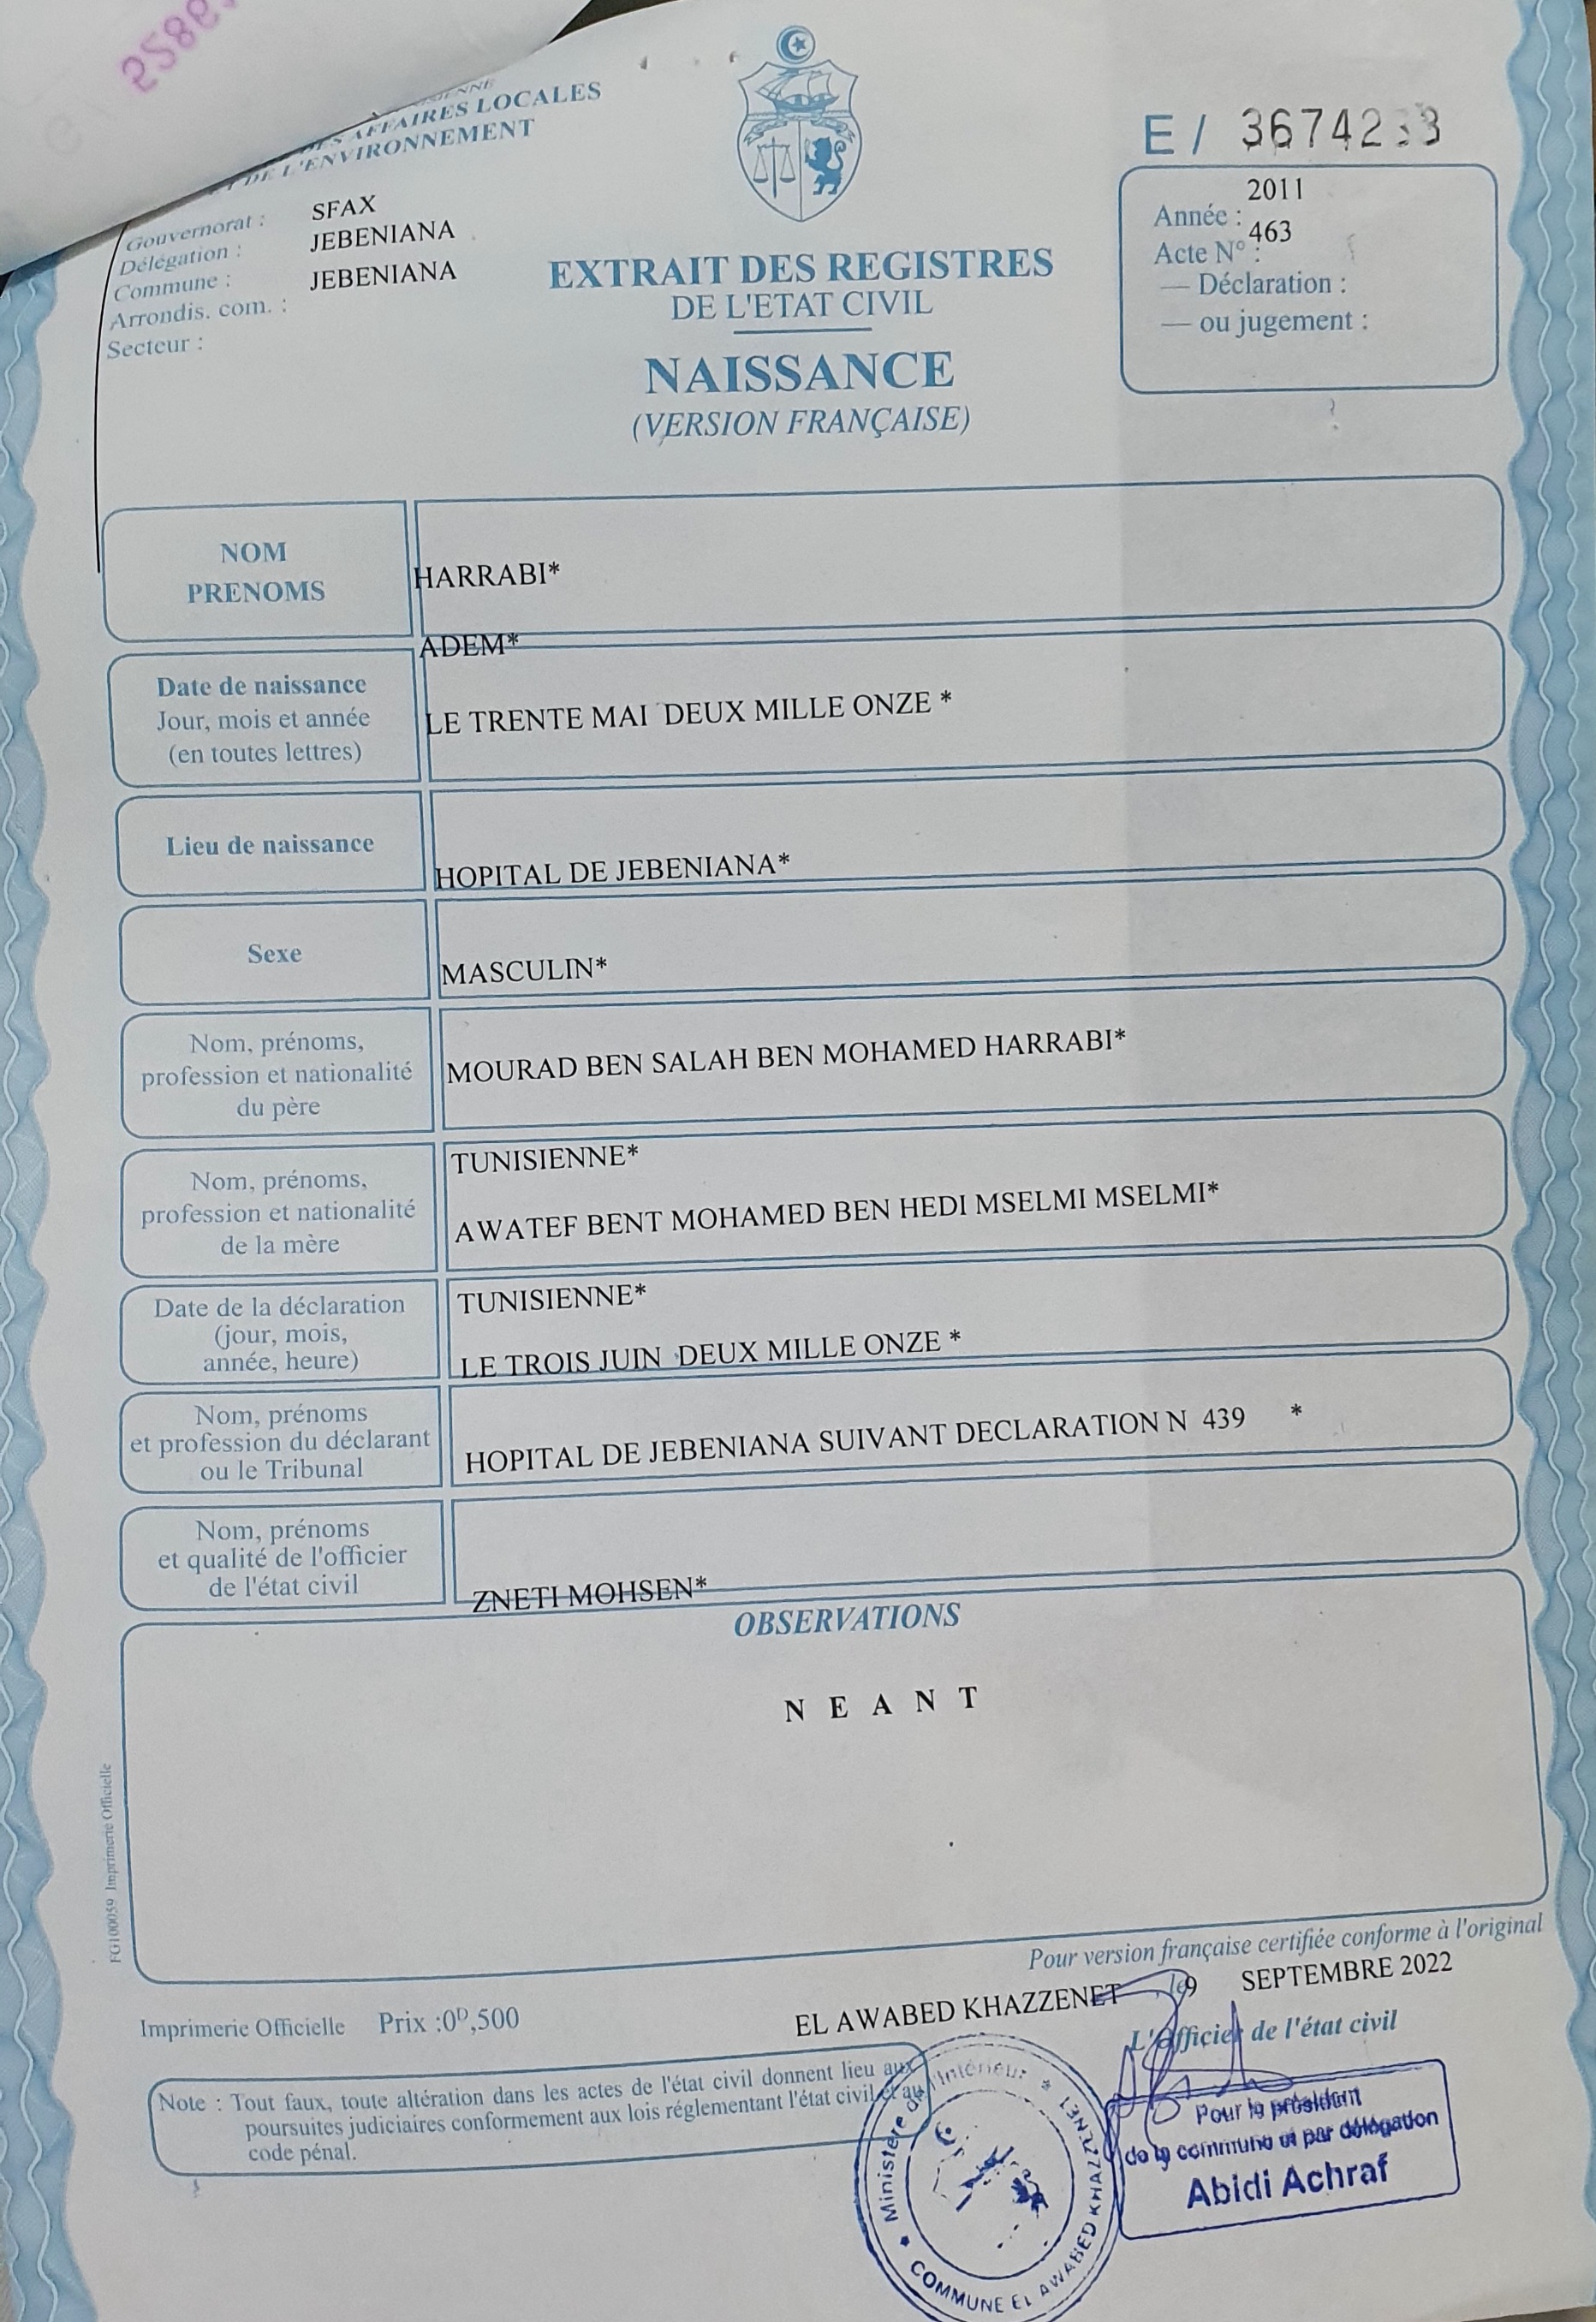 AFFAIRES LOCALES
DE L'ENVIRONNEMENT
Gouvernorat : SFAX
Délégation : JEBENIANA
Commune : JEBENIANA
Arrondis. com. :
Secteur :
EXTRAIT DES REGISTRES
DE L'ETAT CIVIL
NAISSANCE
(VERSION FRANÇAISE)
E / 36742
Année : 2011
Acte N° : 463
— Déclaration :
— ou jugement :
NOM
PRENOMS
HARRABI*
ADEM*
Date de naissance
Jour, mois et année
(en toutes lettres)
LE TRENTE MAI DEUX MILLE ONZE *
Lieu de naissance
HOPITAL DE JEBENIANA*
Sexe
MASCULIN*
Nom, prénoms,
profession et nationalité
du père
MOURAD BEN SALAH BEN MOHAMED HARRABI*
TUNISIENNE*
Nom, prénoms,
profession et nationalité
de la mère
AWATEF BENT MOHAMED BEN HEDI MSELMI MSELMI*
TUNISIENNE*
Date de la déclaration
(jour, mois,
année, heure)
LE TROIS JUIN DEUX MILLE ONZE *
Nom, prénoms
et profession du déclarant
ou le Tribunal
HOPITAL DE JEBENIANA SUIVANT DECLARATION N 439 *
Nom, prénoms
et qualité de l'officier
de l'état civil
ZNETI MOHSEN*
OBSERVATIONS
N E A N T
FG100059 Imprimerie Officielle
Pour version française certifiée conforme à l'original
EL AWABED KHAZZENET , le 9 SEPTEMBRE 2022
L'Officier de l'état civil
Imprimerie Officielle Prix :0ᴰ,500
Note : Tout faux, toute altération dans les actes de l'état civil donnent lieu aux
poursuites judiciaires conformement aux lois réglementant l'état civil et au
code pénal.
Ministère de l'Intérieur * COMMUNE EL AWABED KHAZZENET *
Pour le président
de la commune et par délégation
Abidi Achraf